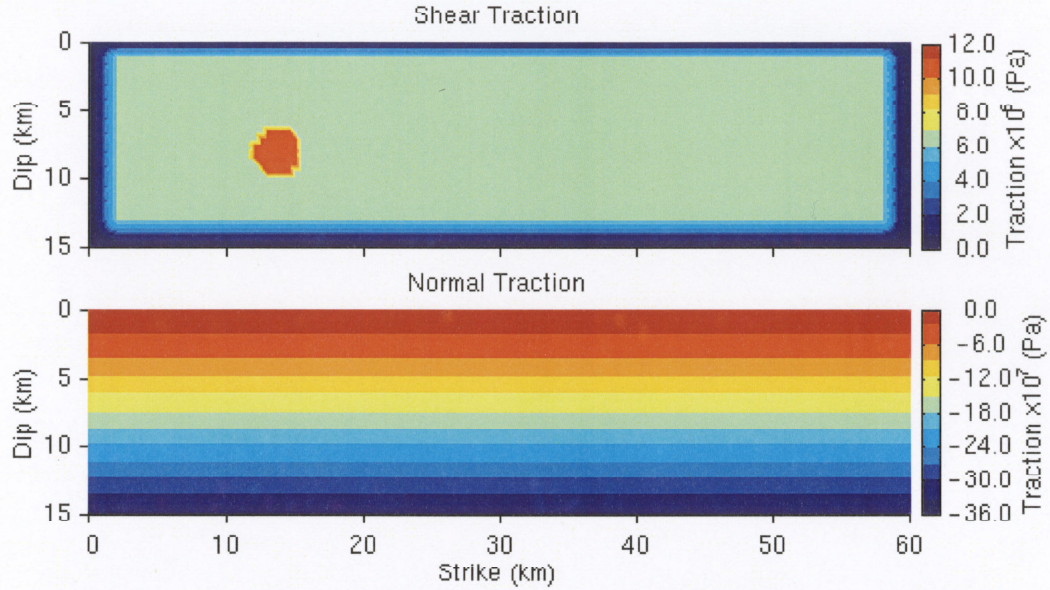 Shear Traction
0
5
10
15
Dip (km)
12.0
10.0
8.0
6.0
4.0
2.0
0.0
Traction x10⁶ (Pa)
Normal Traction
0
5
10
15
Dip (km)
0.0
-6.0
-12.0
-18.0
-24.0
-30.0
-36.0
Traction x10⁷ (Pa)
0 10 20 30 40 50 60
Strike (km)